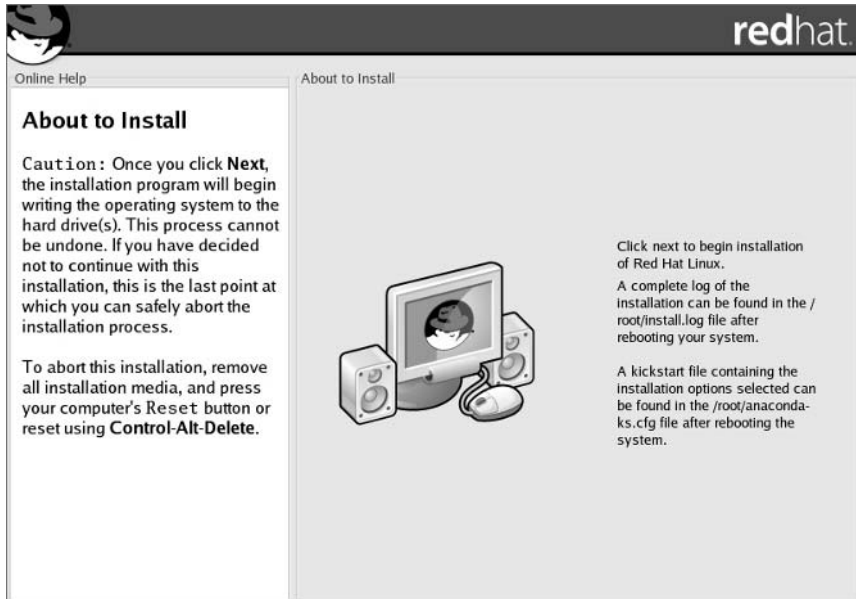 redhat.
Online Help
About to Install
Caution: Once you click Next,
the installation program will begin
writing the operating system to the
hard drive(s). This process cannot
be undone. If you have decided
not to continue with this
installation, this is the last point at
which you can safely abort the
installation process.
To abort this installation, remove
all installation media, and press
your computer's Reset button or
reset using Control-Alt-Delete.
About to Install
Click next to begin installation
of Red Hat Linux.
A complete log of the
installation can be found in the /
root/install.log file after
rebooting your system.
A kickstart file containing the
installation options selected can
be found in the /root/anaconda-
ks.cfg file after rebooting the
system.